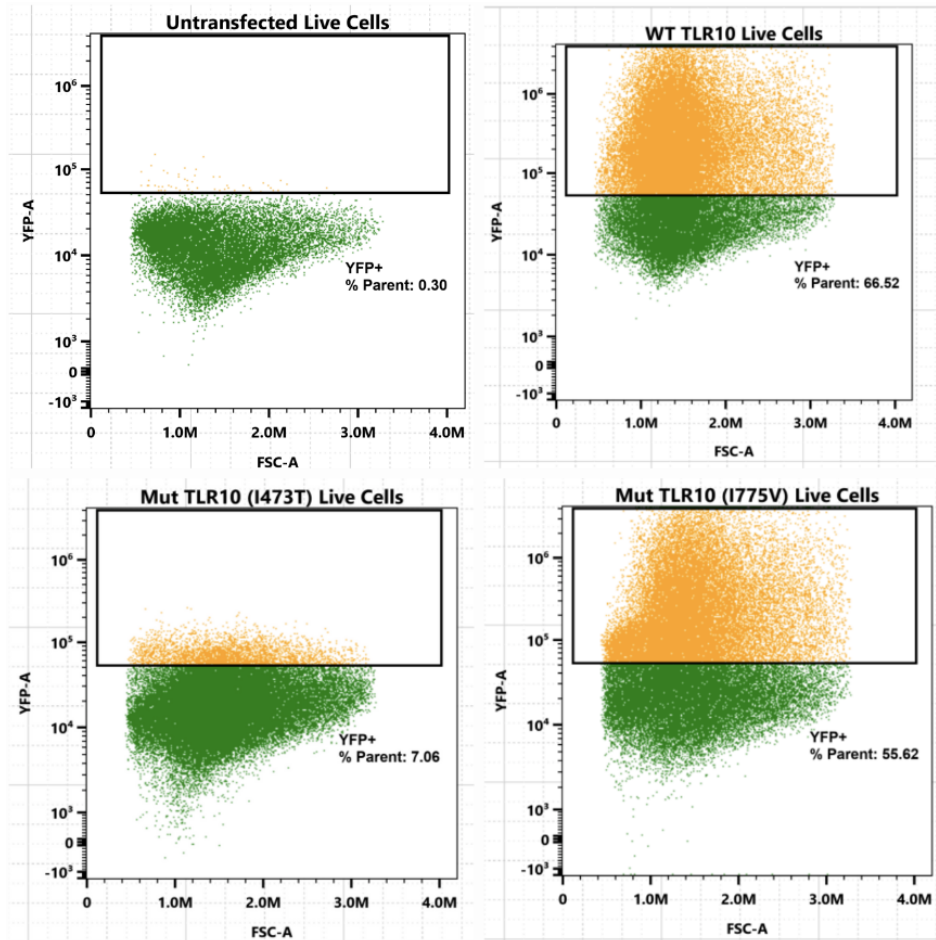 Untransfected Live Cells
10⁶
10⁵
10⁴
10³
0
-10³
YFP-A
YFP+
% Parent: 0.30
0 1.0M 2.0M 3.0M 4.0M
FSC-A
WT TLR10 Live Cells
10⁶
10⁵
10⁴
10³
0
-10³
YFP-A
YFP+
% Parent: 66.52
0 1.0M 2.0M 3.0M 4.0M
FSC-A
Mut TLR10 (I473T) Live Cells
10⁶
10⁵
10⁴
10³
0
-10³
YFP-A
YFP+
% Parent: 7.06
0 1.0M 2.0M 3.0M 4.0M
FSC-A
Mut TLR10 (I775V) Live Cells
10⁶
10⁵
10⁴
10³
0
-10³
YFP-A
YFP+
% Parent: 55.62
0 1.0M 2.0M 3.0M 4.0M
FSC-A